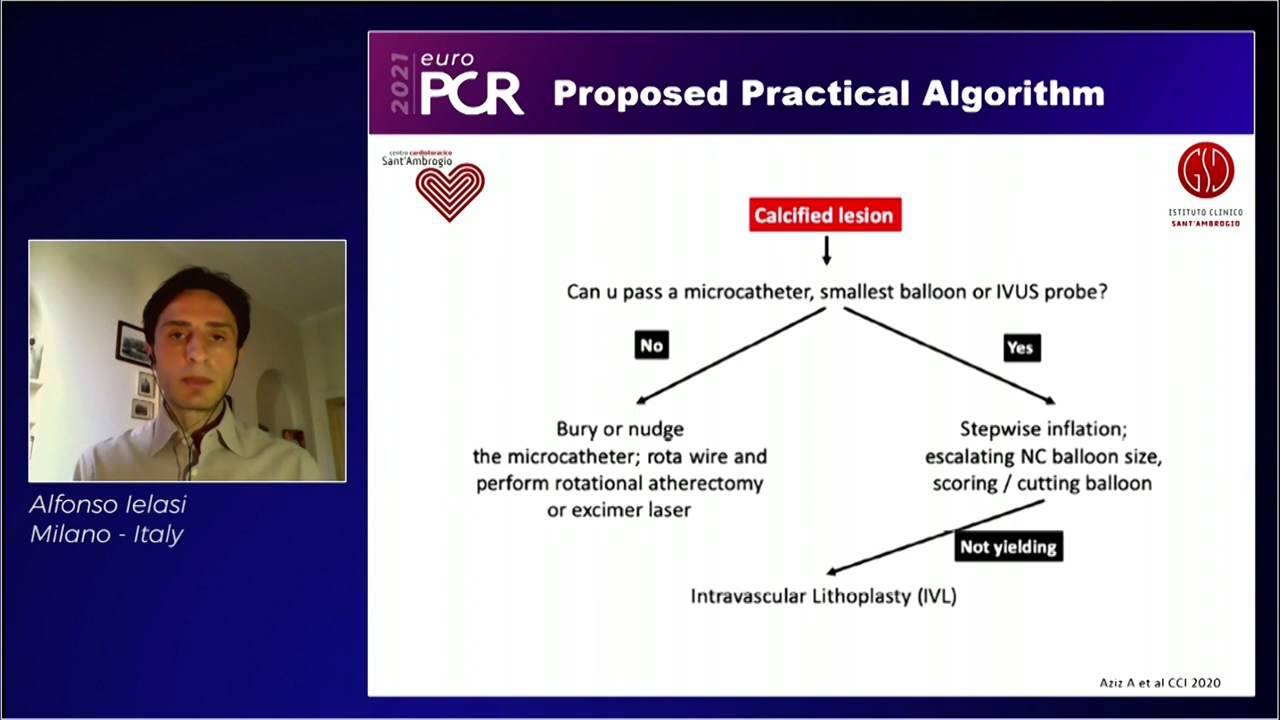 2021
euro
PCR
Proposed Practical Algorithm
centro cardiotoracico
Sant'Ambrogio
GSD
ISTITUTO CLINICO
SANT'AMBROGIO
Calcified lesion
Can u pass a microcatheter, smallest balloon or IVUS probe?
No
Yes
Bury or nudge
the microcatheter; rota wire and
perform rotational atherectomy
or excimer laser
Stepwise inflation;
escalating NC balloon size,
scoring / cutting balloon
Not yielding
Intravascular Lithoplasty (IVL)
Aziz A et al CCI 2020
Alfonso Ielasi
Milano - Italy